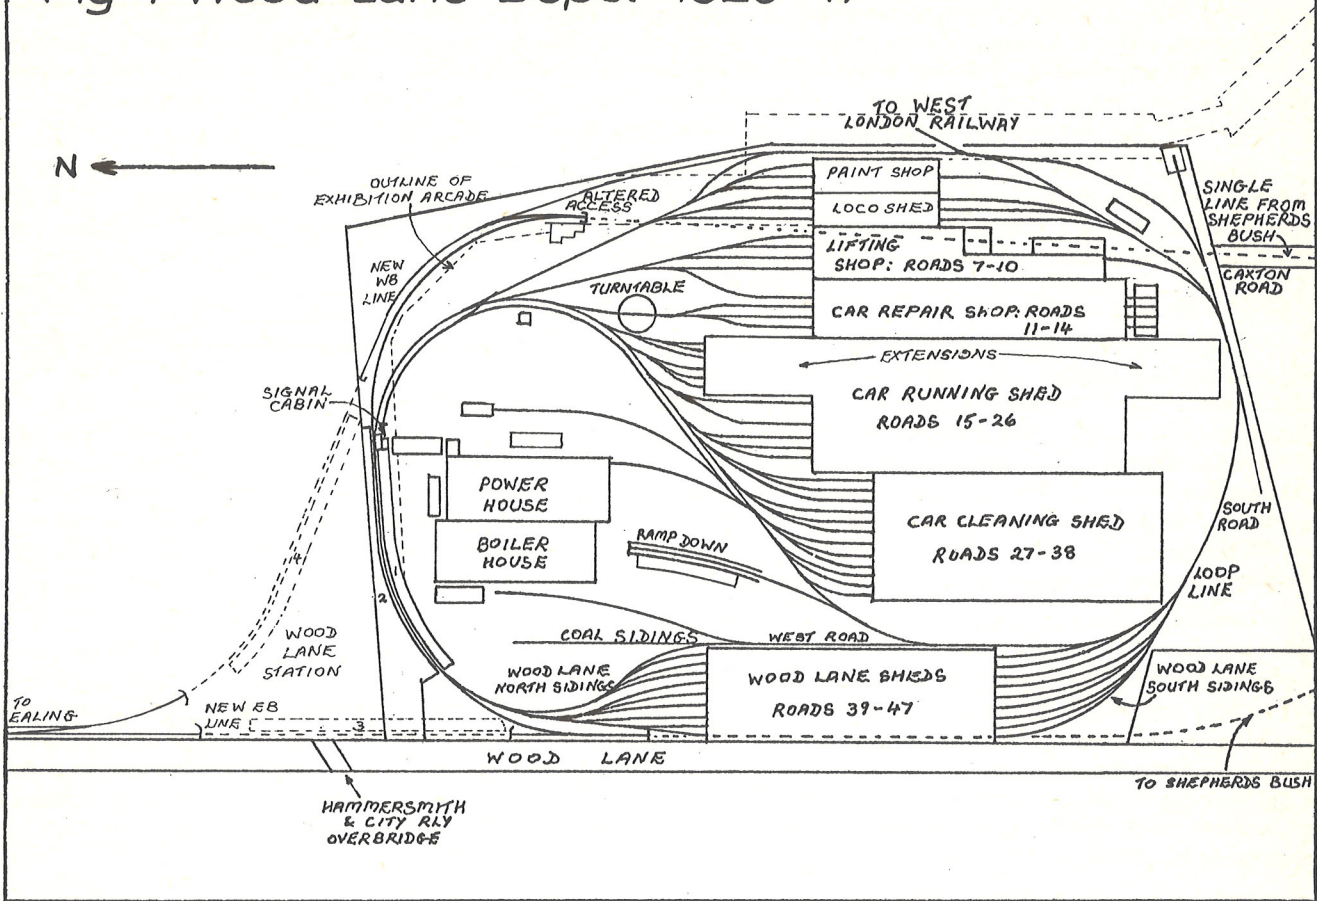 Wood Lane Depot
TO WEST
LONDON RAILWAY
N
OUTLINE OF
EXHIBITION ARCADE
ALTERED
ACCESS
PAINT SHOP
LOCO SHED
SINGLE
LINE FROM
SHEPHERDS
BUSH
CAXTON
ROAD
NEW
WB
LINE
LIFTING
SHOP: ROADS 7-10
TURNTABLE
CAR REPAIR SHOP: ROADS
11-14
EXTENSIONS
SIGNAL
CABIN
CAR RUNNING SHED
ROADS 15-26
POWER
HOUSE
CAR CLEANING SHED
ROADS 27-38
SOUTH
ROAD
BOILER
HOUSE
RAMP DOWN
4
2
LOOP
LINE
WOOD
LANE
STATION
COAL SIDINGS
WEST ROAD
WOOD LANE
NORTH SIDINGS
WOOD LANE SHEDS
ROADS 39-47
WOOD LANE
SOUTH SIDINGS
TO
EALING
NEW EB
LINE
3
WOOD LANE
TO SHEPHERDS BUSH
HAMMERSMITH
& CITY RLY
OVERBRIDGE